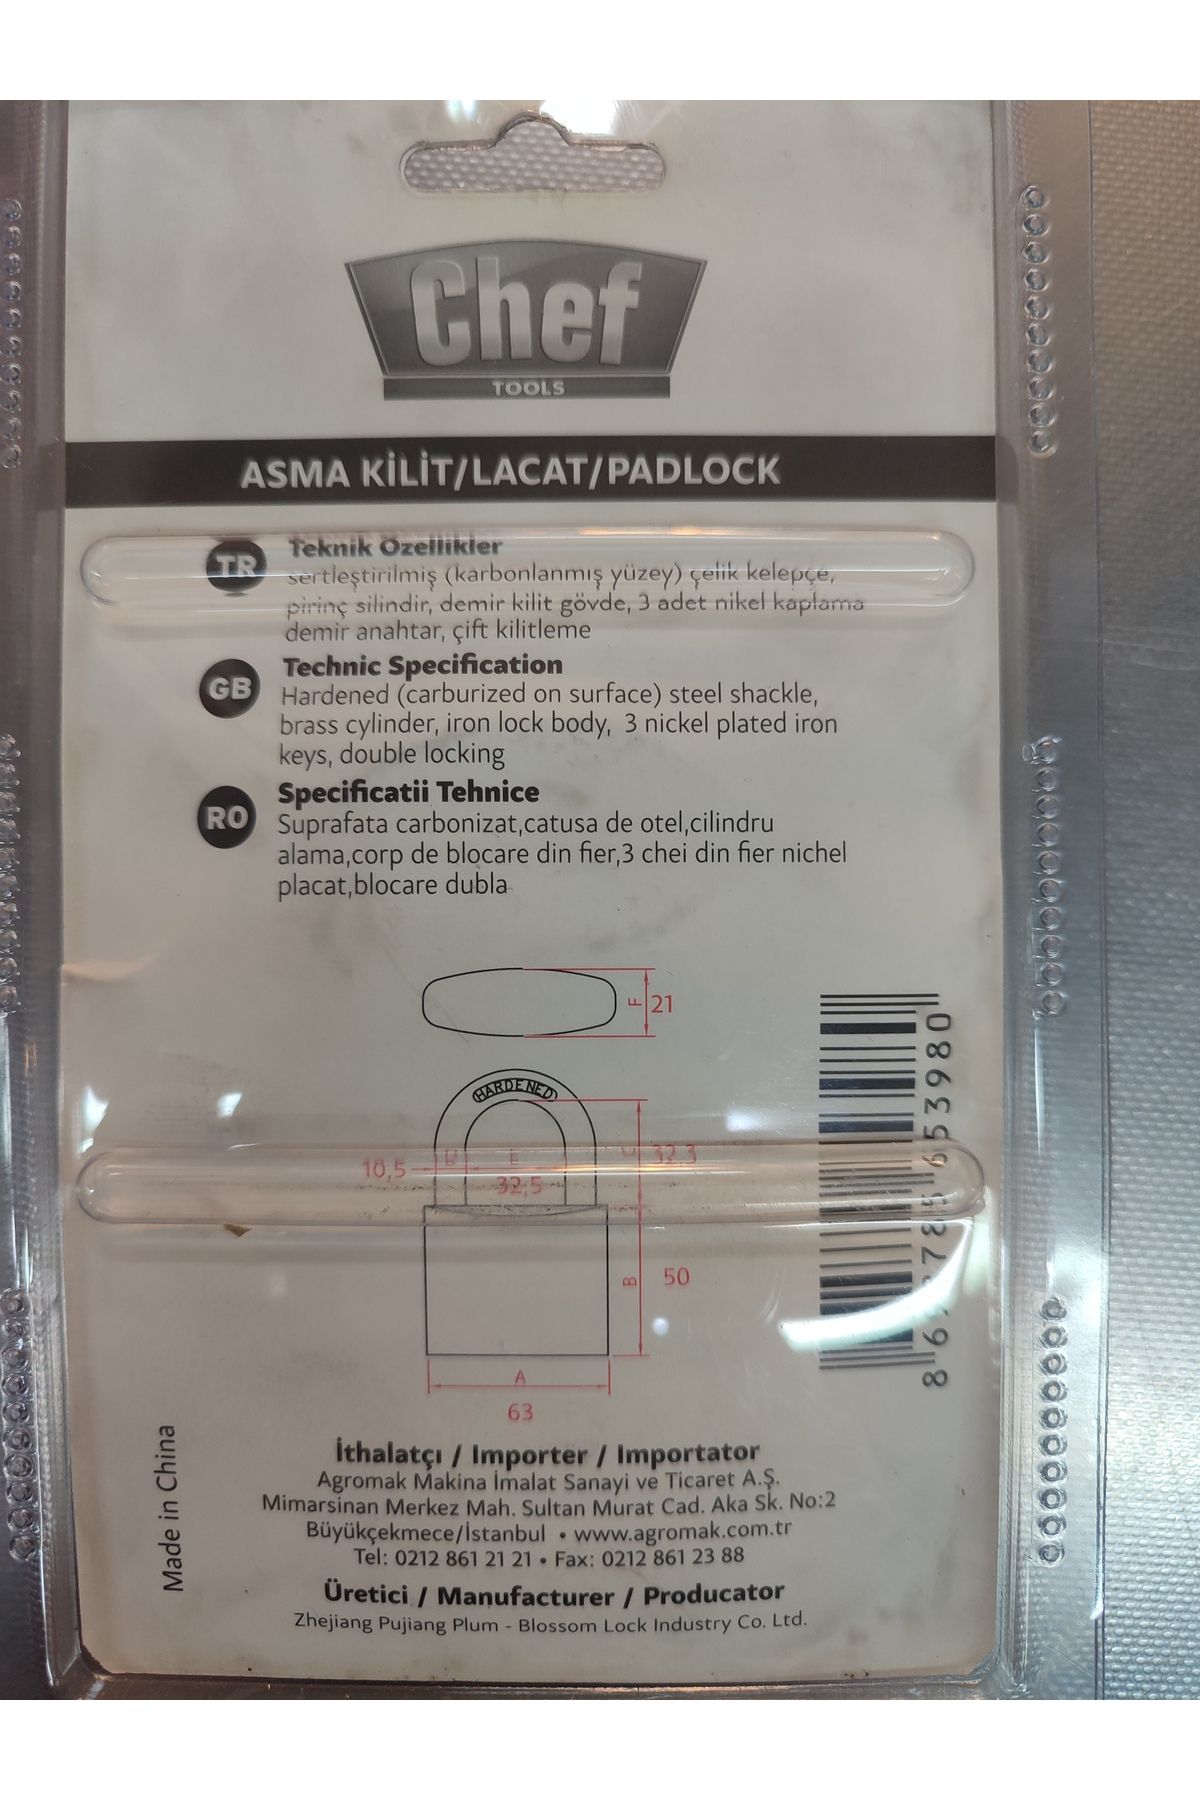 Chef
TOOLS
ASMA KİLİT/LACAT/PADLOCK
TR
Teknik Özellikler
sertleştirilmiş (karbonlanmış yüzey) çelik kelepçe,
pirinç silindir, demir kilit gövde, 3 adet nikel kaplama
demir anahtar, çift kilitleme
GB
Technic Specification
Hardened (carburized on surface) steel shackle,
brass cylinder, iron lock body, 3 nickel plated iron
keys, double locking
RO
Specificatii Tehnice
Suprafata carbonizat,catusa de otel,cilindru
alama,corp de blocare din fier,3 chei din fier nichel
placat,blocare dubla
F 21
HARDENED
10,5
E
32,5
C 32.3
B 50
A
63
Made in China
İthalatçı / Importer / Importator
Agromak Makina İmalat Sanayi ve Ticaret A.Ş.
Mimarsinan Merkez Mah. Sultan Murat Cad. Aka Sk. No:2
Büyükçekmece/İstanbul • www.agromak.com.tr
Tel: 0212 861 21 21 • Fax: 0212 861 23 88
Üretici / Manufacturer / Producator
Zhejiang Pujiang Plum - Blossom Lock Industry Co. Ltd.